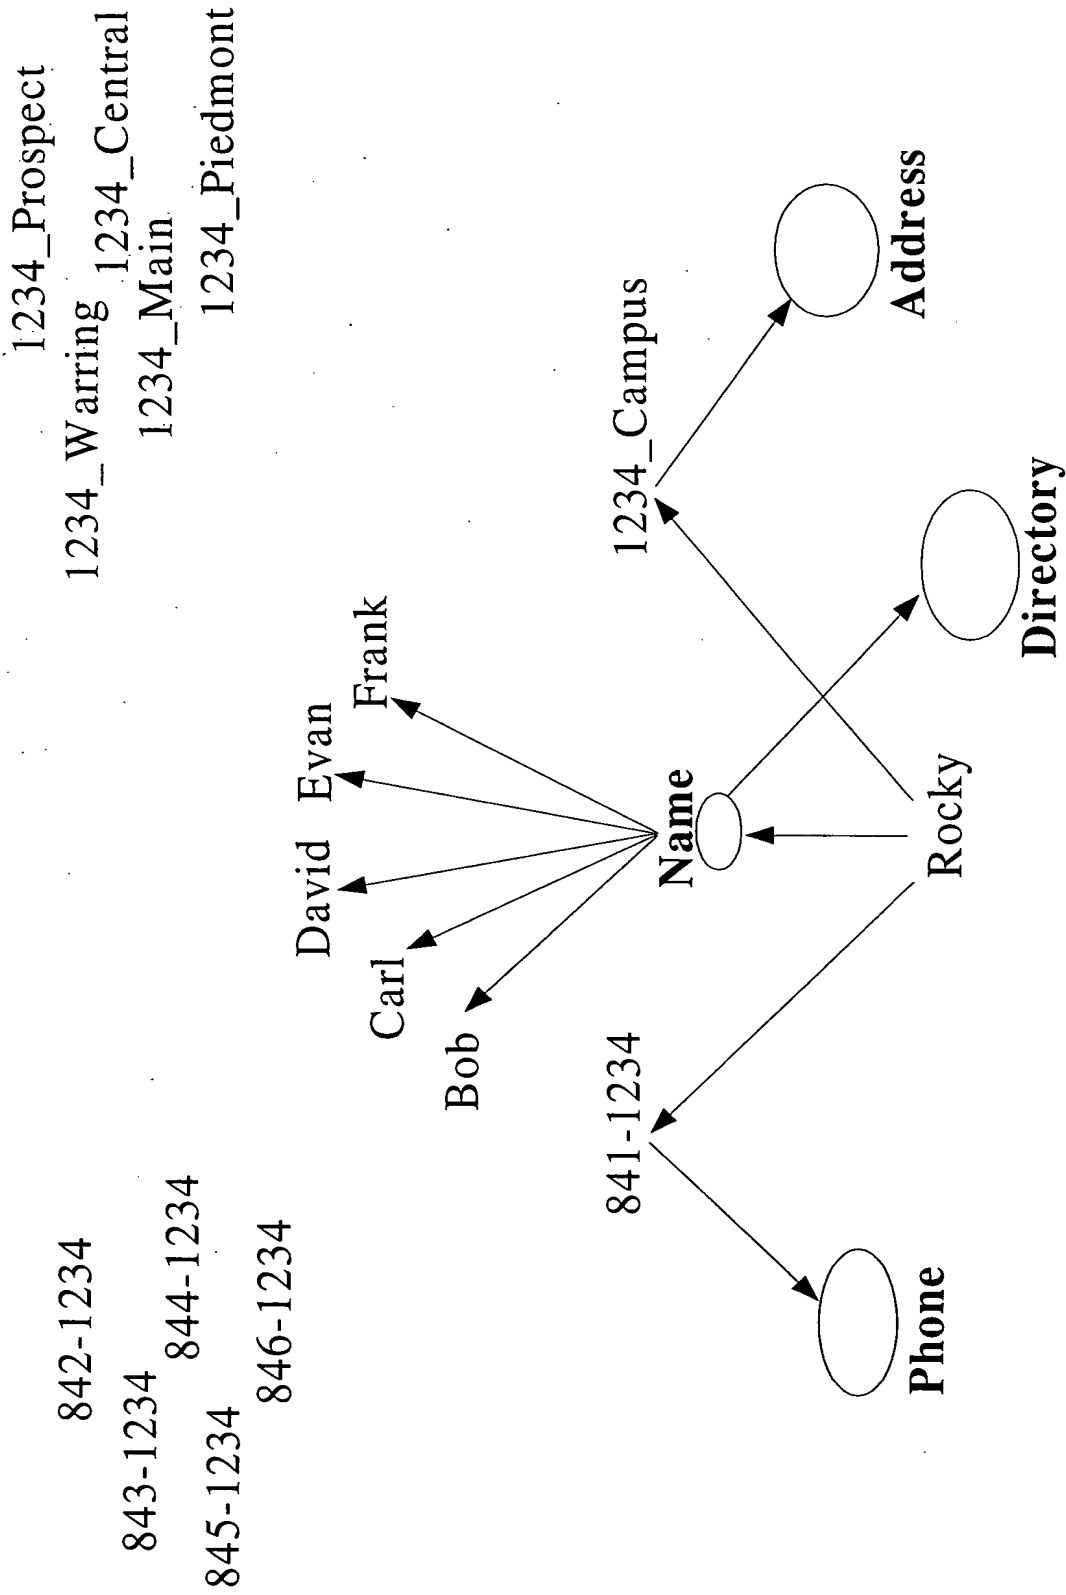 842-1234
843-1234
844-1234
845-1234
846-1234
1234_Prospect
1234_Warring
1234_Central
1234_Main
1234_Piedmont
David
Evan
Carl
Frank
Bob
841-1234
Name
1234_Campus
Phone
Rocky
Directory
Address